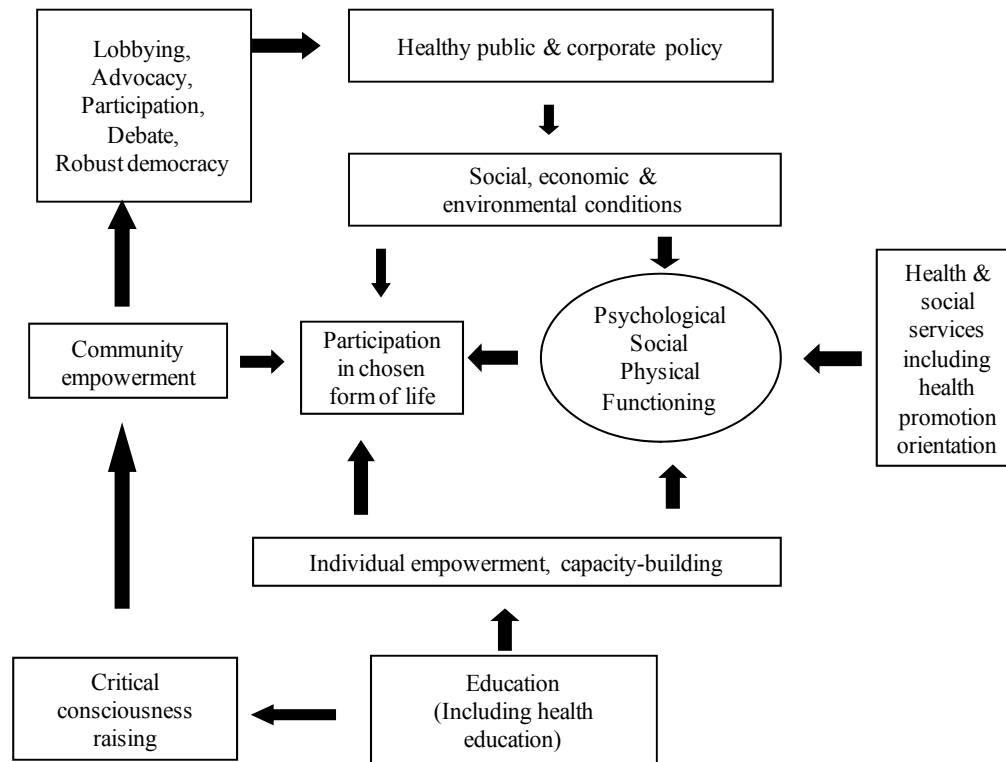 Lobbying,
Advocacy,
Participation,
Debate,
Robust democracy
Healthy public & corporate policy
Social, economic &
environmental conditions
Health &
social
services
including
health
promotion
orientation
Psychological
Social
Physical
Functioning
Participation
in chosen
form of life
Community
empowerment
Individual empowerment, capacity-building
Critical
consciousness
raising
Education
(Including health
education)